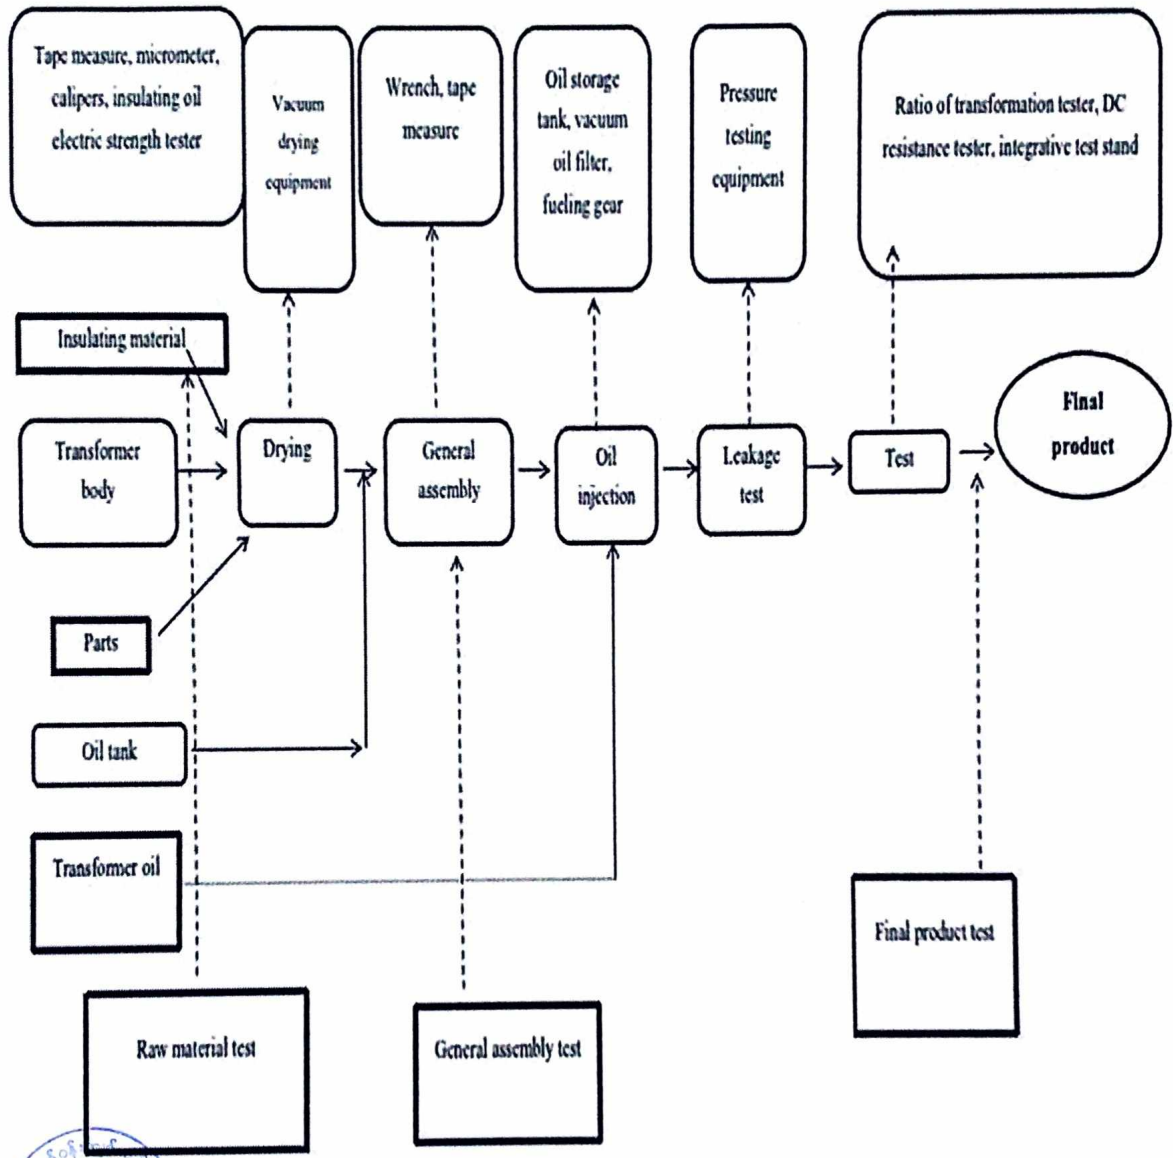 Tape measure, micrometer,
calipers, insulating oil
electric strength tester
Vacuum
drying
equipment
Wrench, tape
measure
Oil storage
tank, vacuum
oil filter,
fueling gear
Pressure
testing
equipment
Ratio of transformation tester, DC
resistance tester, integrative test stand
Insulating material
Transformer
body
Drying
General
assembly
Oil
injection
Leakage
test
Test
Final
product
Parts
Oil tank
Transformer oil
Final product test
Raw material test
General assembly test